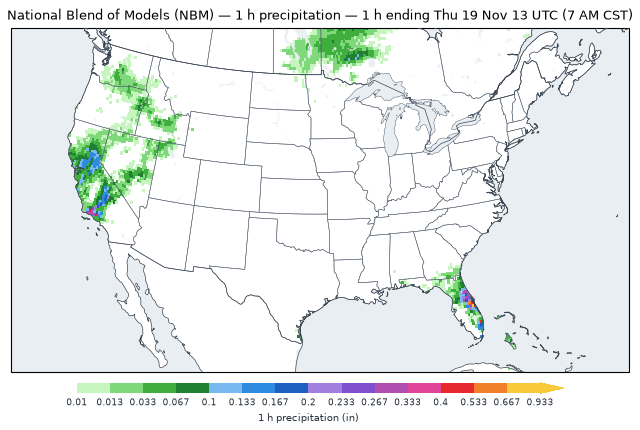 National Blend of Models (NBM) — 1 h precipitation — 1 h ending Thu 19 Nov 13 UTC (7 AM CST)
0.01 0.013 0.033 0.067 0.1 0.133 0.167 0.2 0.233 0.267 0.333 0.4 0.533 0.667 0.933
1 h precipitation (in)